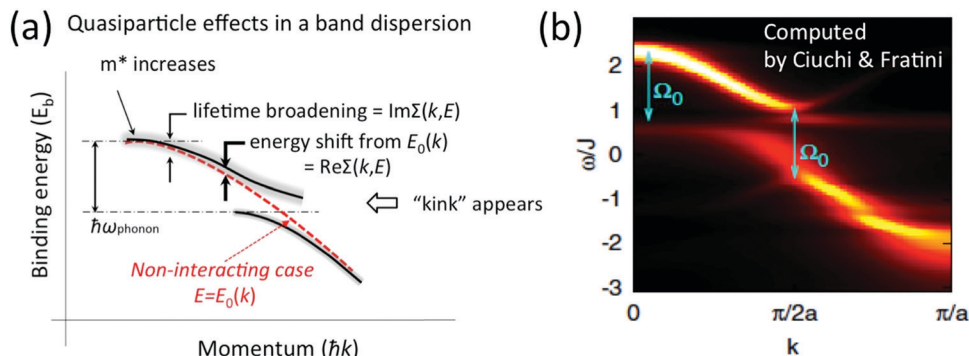 (a) Quasiparticle effects in a band dispersion
m* increases
lifetime broadening = ImΣ(k,E)
energy shift from E₀(k)
= ReΣ(k,E)
"kink" appears
ħωphonon
Non-interacting case
E=E₀(k)
Binding energy (Eb)
Momentum (ħk)
(b)
Computed
by Ciuchi & Fratini
Ω₀
Ω₀
ω/J
2
1
0
-1
-2
-3
0
π/2a
π/a
k